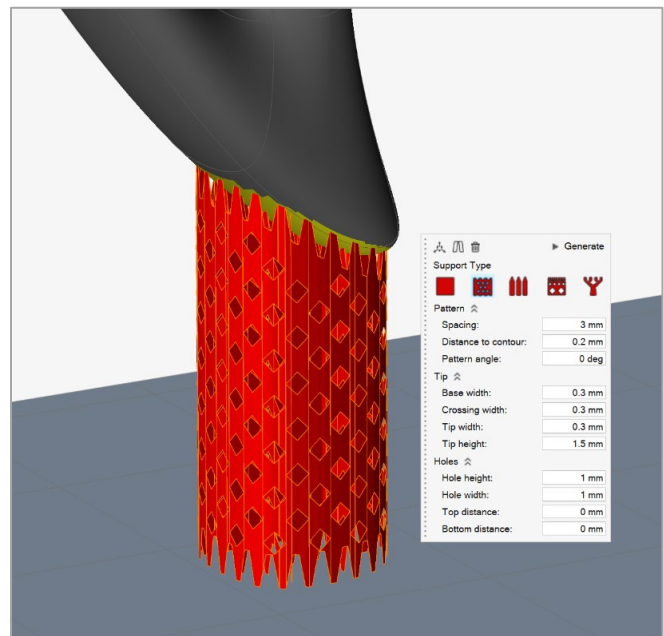 Generate
Support Type
Pattern
Spacing: 3 mm
Distance to contour: 0.2 mm
Pattern angle: 0 deg
Tip
Base width: 0.3 mm
Crossing width: 0.3 mm
Tip width: 0.3 mm
Tip height: 1.5 mm
Holes
Hole height: 1 mm
Hole width: 1 mm
Top distance: 0 mm
Bottom distance: 0 mm